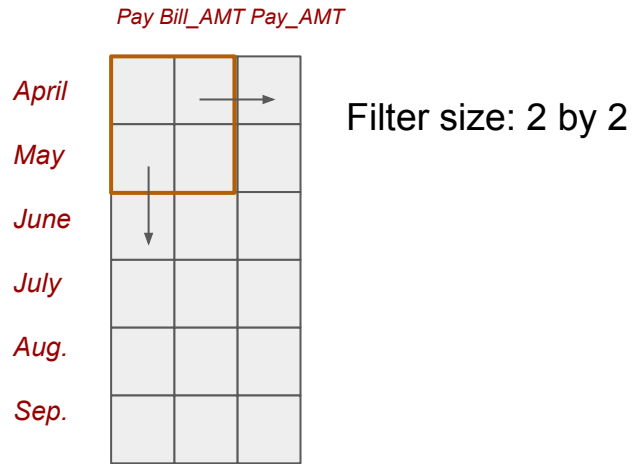 Pay Bill_AMT Pay_AMT
April
Filter size: 2 by 2
May
June
July
Aug.
Sep.